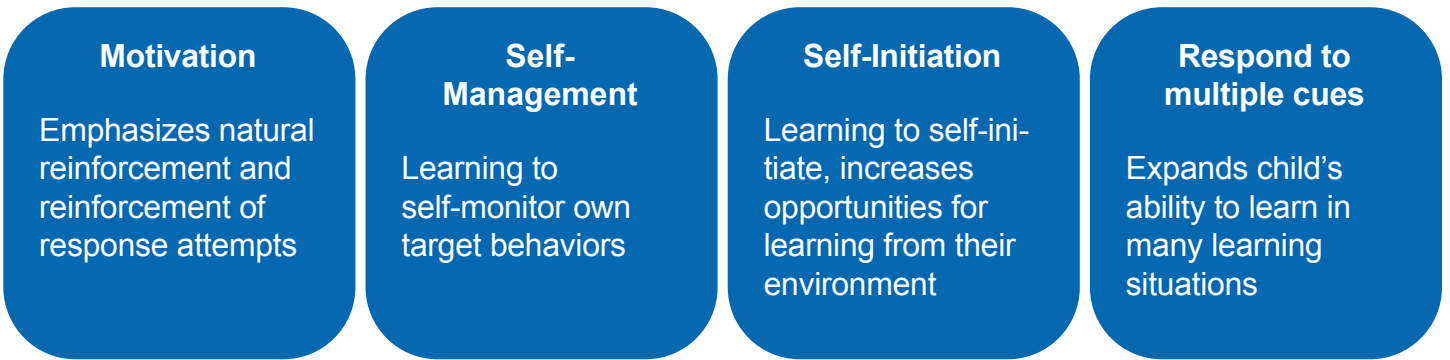 Motivation
Emphasizes natural
reinforcement and
reinforcement of
response attempts
Self-
Management
Learning to
self-monitor own
target behaviors
Self-Initiation
Learning to self-ini-
tiate, increases
opportunities for
learning from their
environment
Respond to
multiple cues
Expands child’s
ability to learn in
many learning
situations